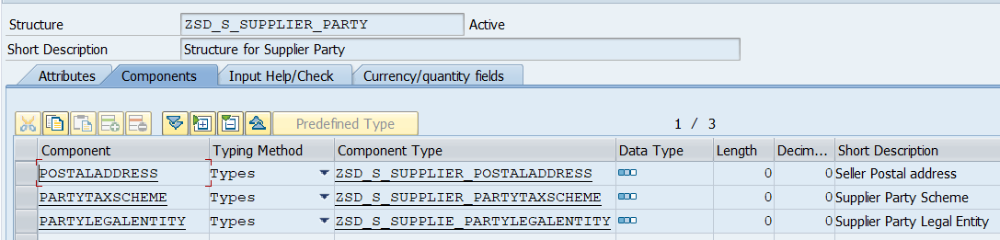 Structure ZSD_S_SUPPLIER_PARTY Active
Short Description Structure for Supplier Party
Attributes Components Input Help/Check Currency/quantity fields
Predefined Type 1 / 3
Component Typing Method Component Type Data Type Length Decim... Short Description
POSTALADDRESS Types ZSD_S_SUPPLIER_POSTALADDRESS 0 0 Seller Postal address
PARTYTAXSCHEME Types ZSD_S_SUPPLIER_PARTYTAXSCHEME 0 0 Supplier Party Scheme
PARTYLEGALENTITY Types ZSD_S_SUPPLIE_PARTYLEGALENTITY 0 0 Supplier Party Legal Entity